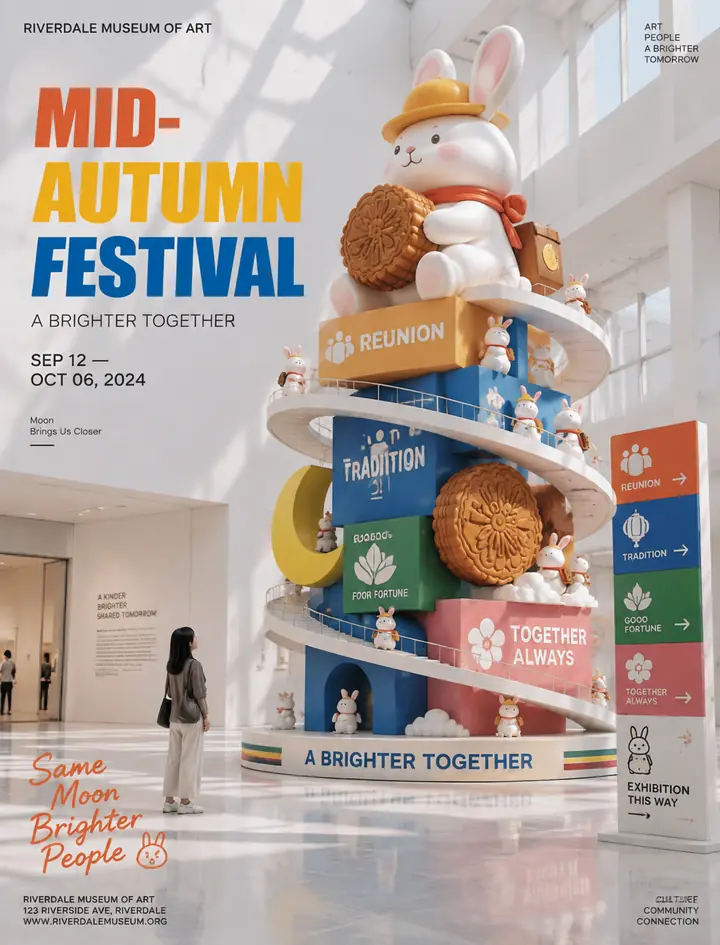 RIVERDALE MUSEUM OF ART
ART
PEOPLE
A BRIGHTER
TOMORROW
MID-
AUTUMN
FESTIVAL
A BRIGHTER TOGETHER
SEP 12 —
OCT 06, 2024
Moon
Brings Us Closer
REUNION
TRADITION
FOOR FORTUNE
TOGETHER
ALWAYS
A BRIGHTER TOGETHER
REUNION →
TRADITION →
GOOD
FORTUNE →
TOGETHER
ALWAYS →
EXHIBITION
THIS WAY
→
A KINDER
BRIGHTER
SHARED TOMORROW
Same
Moon
Brighter
People
RIVERDALE MUSEUM OF ART
123 RIVERSIDE AVE, RIVERDALE
WWW.RIVERDALEMUSEUM.ORG
COMMUNITY
CONNECTION